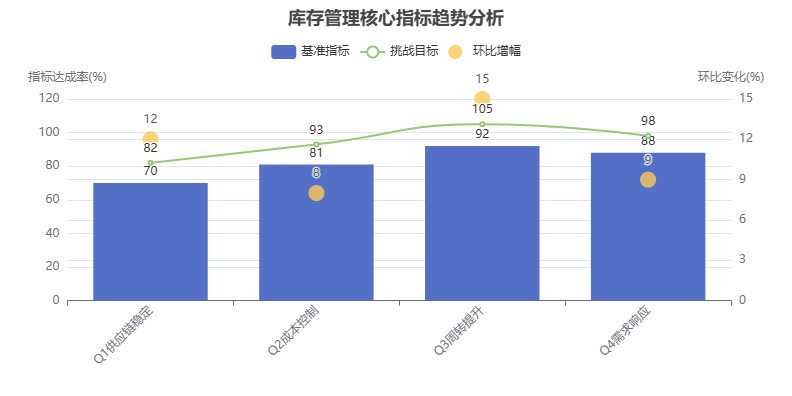 库存管理核心指标趋势分析
基准指标 挑战目标 环比增幅
指标达成率(%) 环比变化(%)
120 100 80 60 40 20 0
15 12 9 6 3 0
12 8 15 9
82 93 105 98
70 81 92 88
Q1供应链稳定 Q2成本控制 Q3周转提升 Q4需求响应